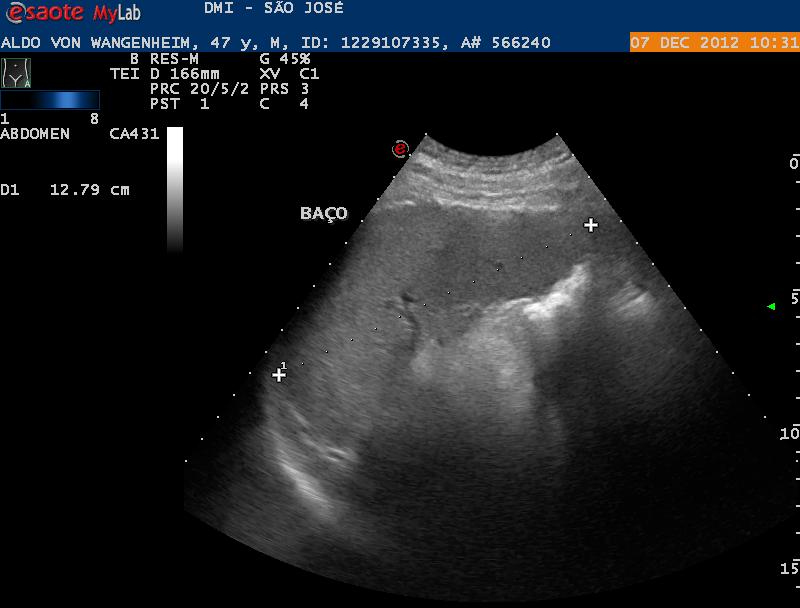 esaote MyLab
DMI - SÃO JOSÉ
ALDO VON WANGENHEIM, 47 y, M, ID: 1229107335, A# 566240
07 DEC 2012 10:31
B RES-M G 45%
TEI D 166mm XV C1
PRC 20/5/2 PRS 3
PST 1 C 4
A
1 8
ABDOMEN CA431
D1 12.79 cm
e
BAÇO
1
0
5
10
15